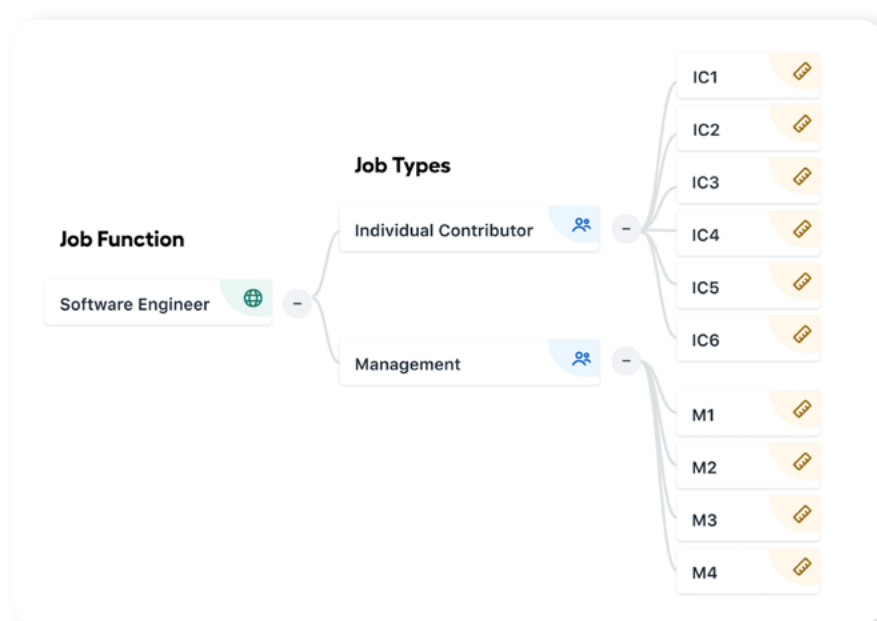 Job Function
Software Engineer
Job Types
Individual Contributor
Management
IC1
IC2
IC3
IC4
IC5
IC6
M1
M2
M3
M4